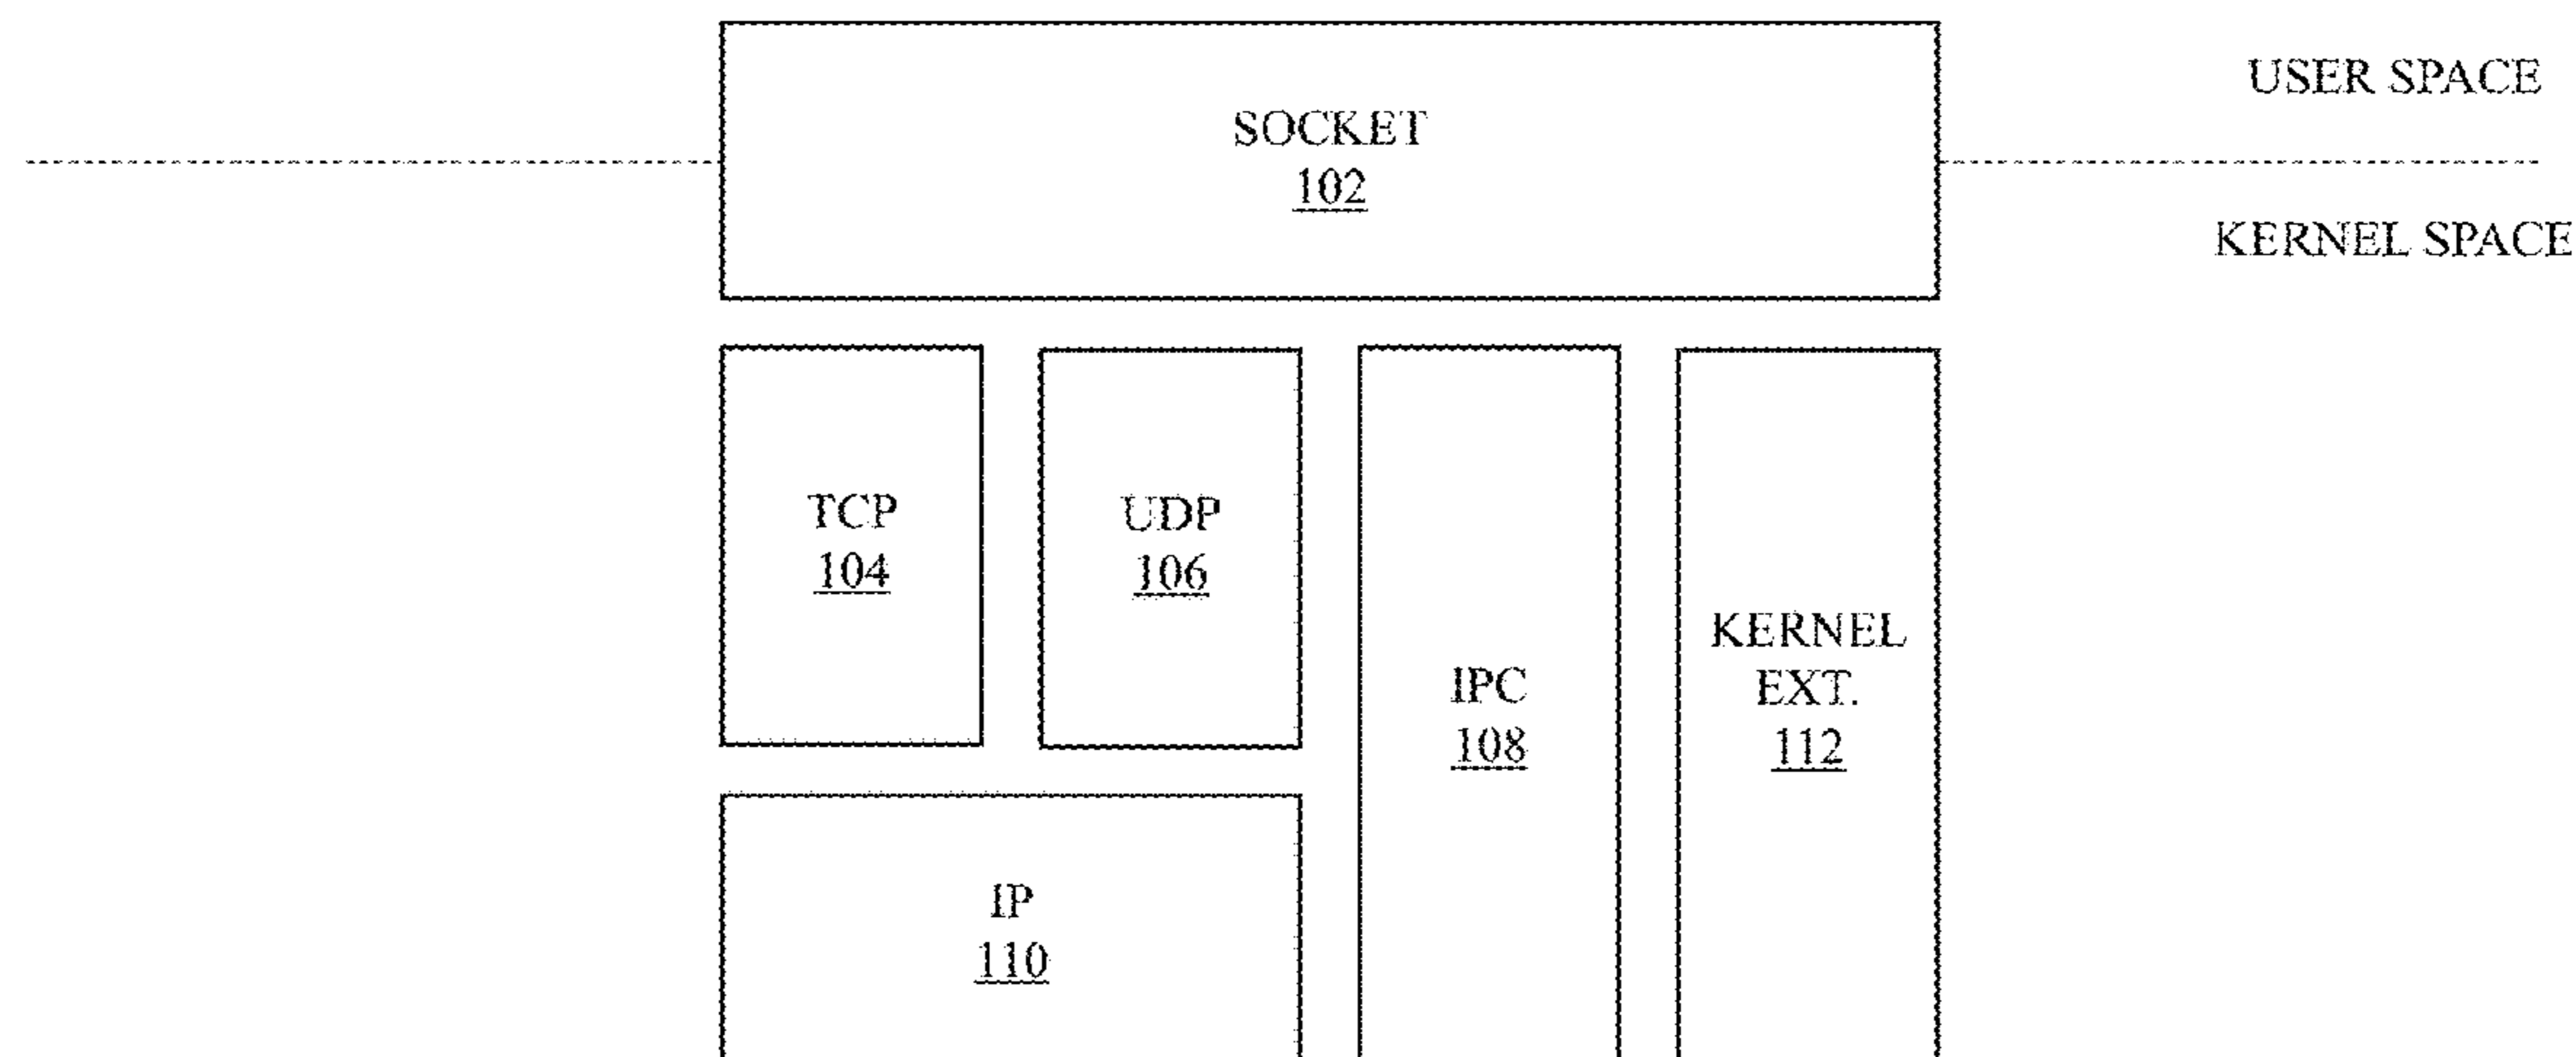 USER SPACE
SOCKET
102
KERNEL SPACE
TCP
104
UDP
106
IPC
108
KERNEL
EXT.
112
IP
110